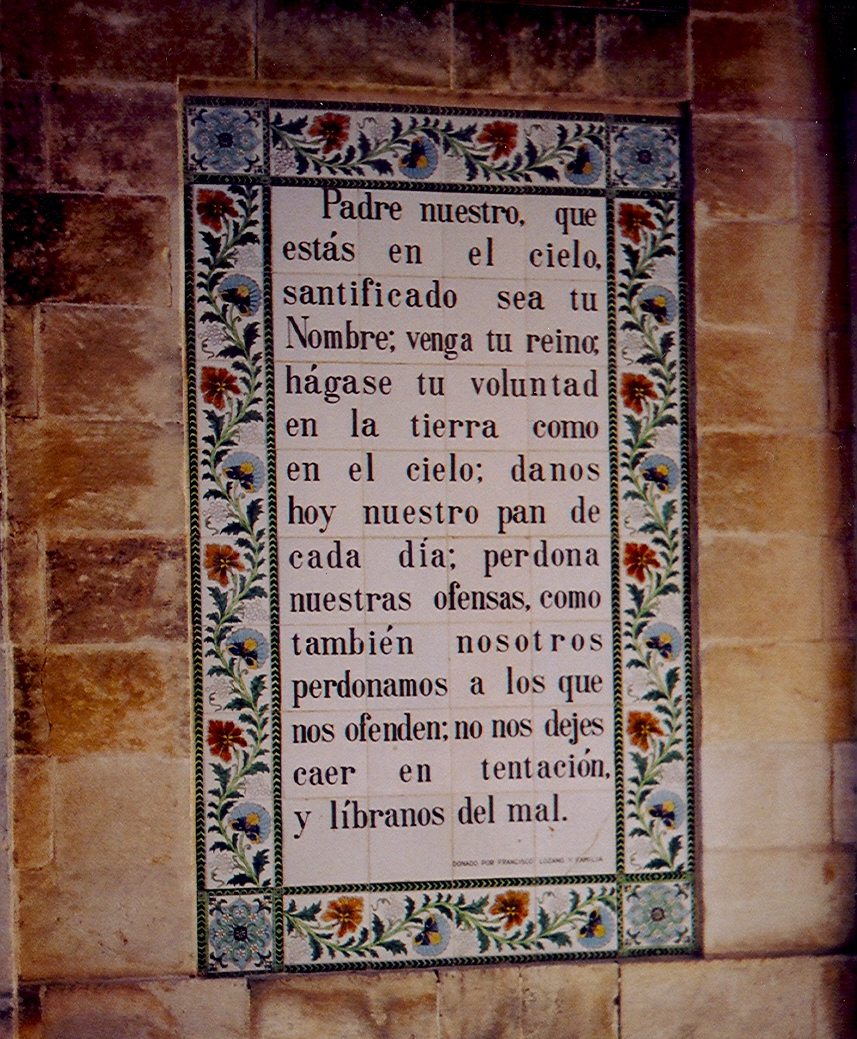 Padre nuestro, que
estás en el cielo,
santificado sea tu
Nombre; venga tu reino;
hágase tu voluntad
en la tierra como
en el cielo; danos
hoy nuestro pan de
cada día; perdona
nuestras ofensas, como
también nosotros
perdonamos a los que
nos ofenden; no nos dejes
caer en tentación,
y líbranos del mal.
DONADO POR FRANCISCO LOZANO Y FAMILIA